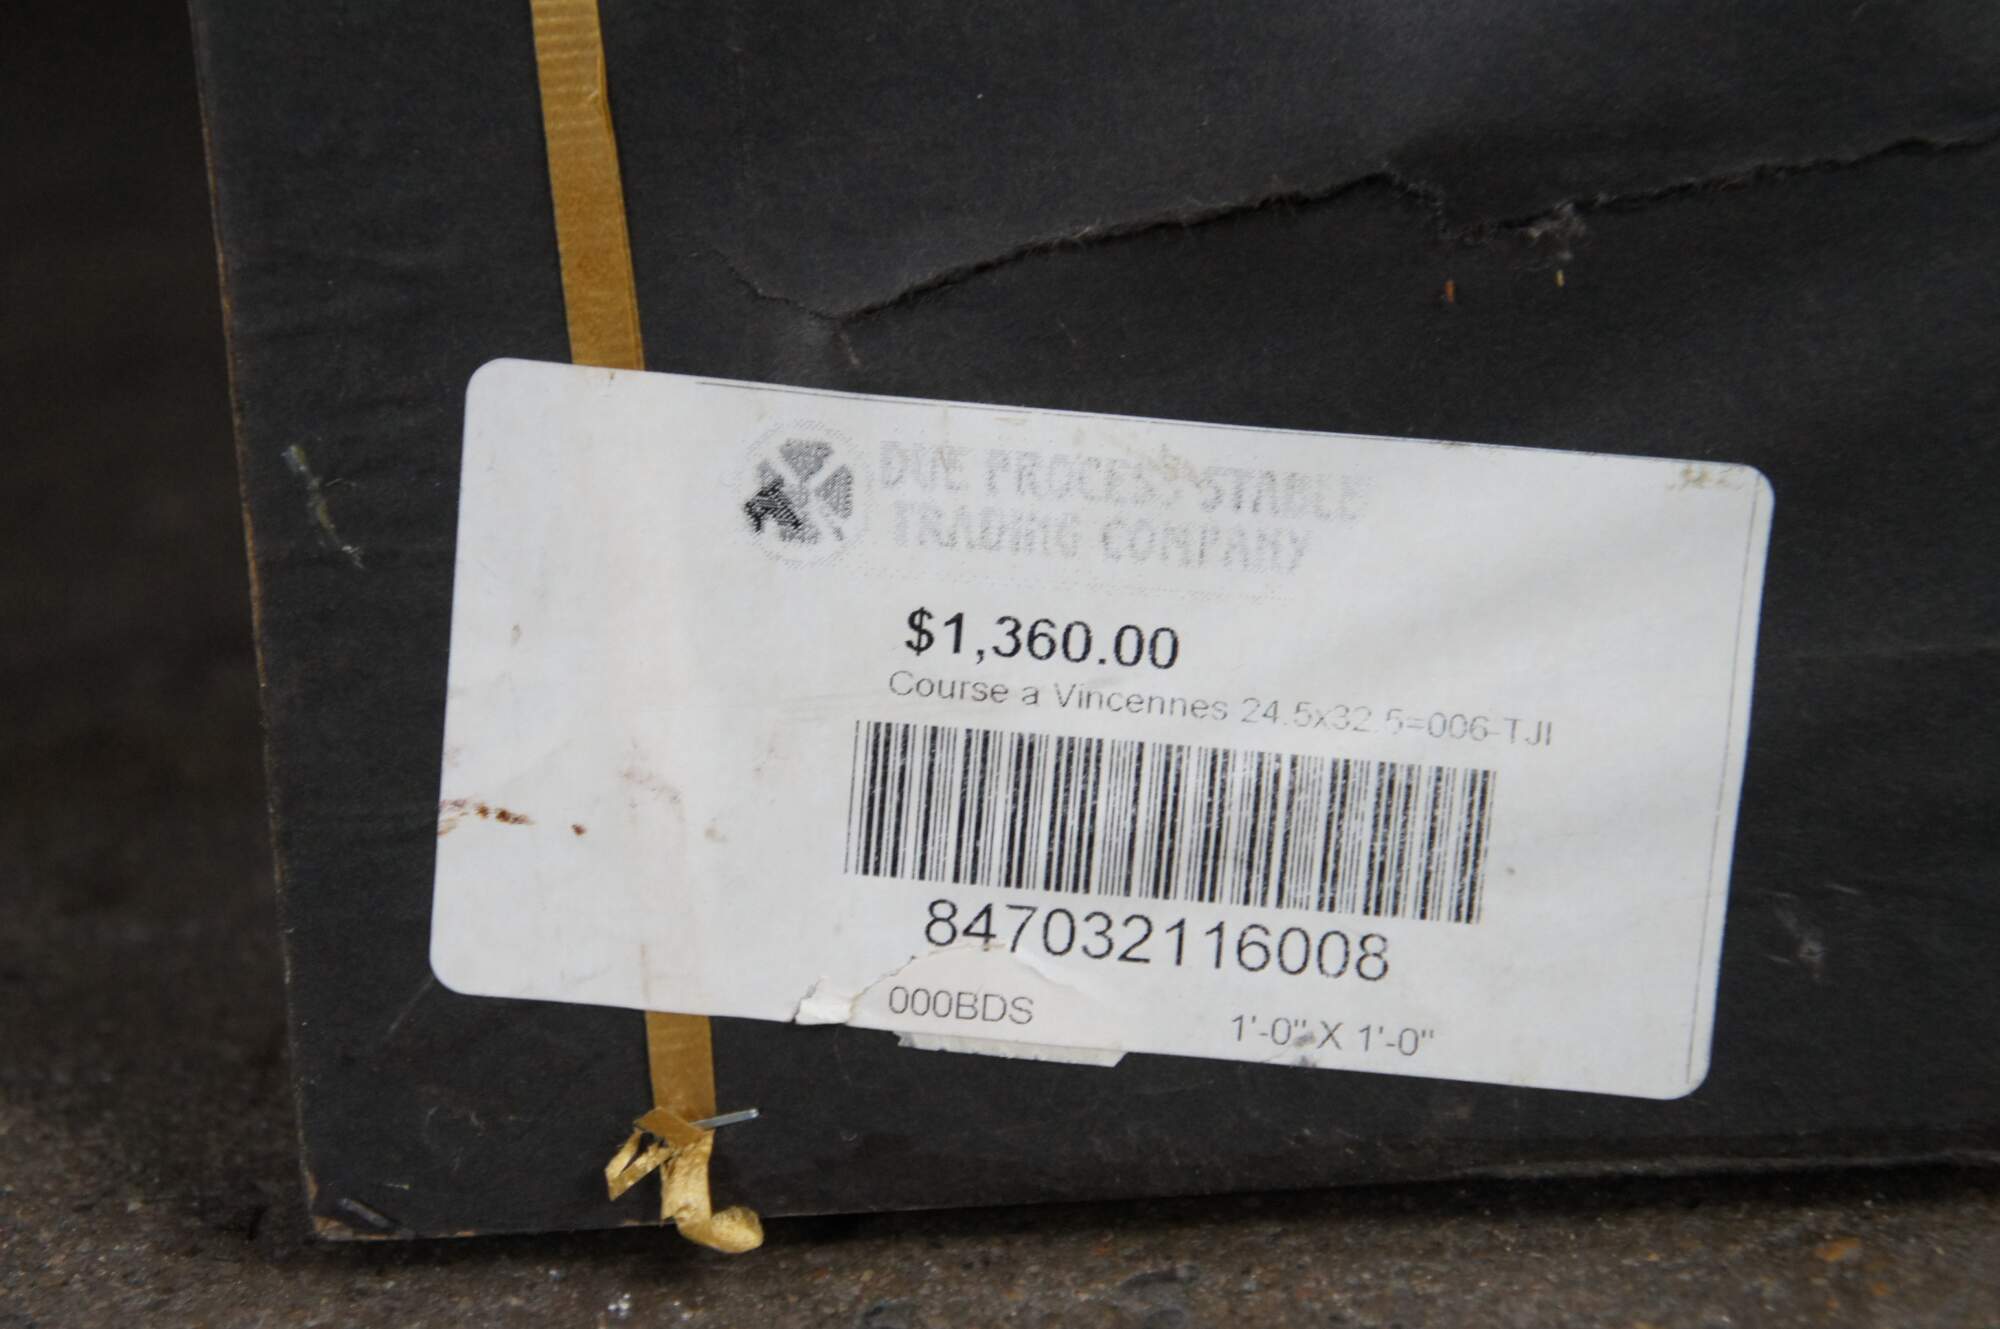 DUE PROCESS STABLE
TRADING COMPANY
$1,360.00
Course a Vincennes 24.5x32.5=006-TJI
847032116008
000BDS
1'-0" X 1'-0"